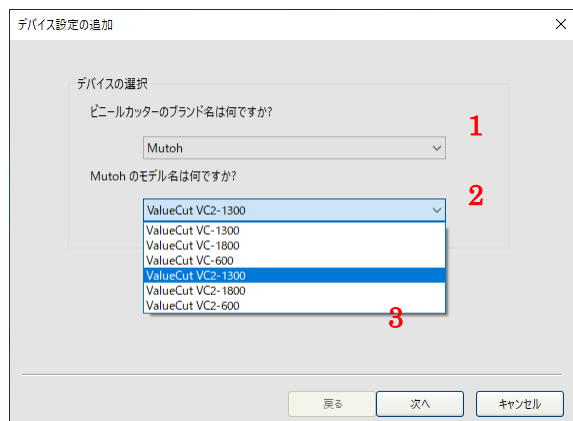 デバイス設定の追加
デバイスの選択
ビニールカッターのブランド名は何ですか?
1
Mutoh
Mutoh のモデル名は何ですか?
2
ValueCut VC2-1300
ValueCut VC-1300
ValueCut VC-1800
ValueCut VC-600
ValueCut VC2-1300
ValueCut VC2-1800
ValueCut VC2-600
3
戻る 次へ キャンセル